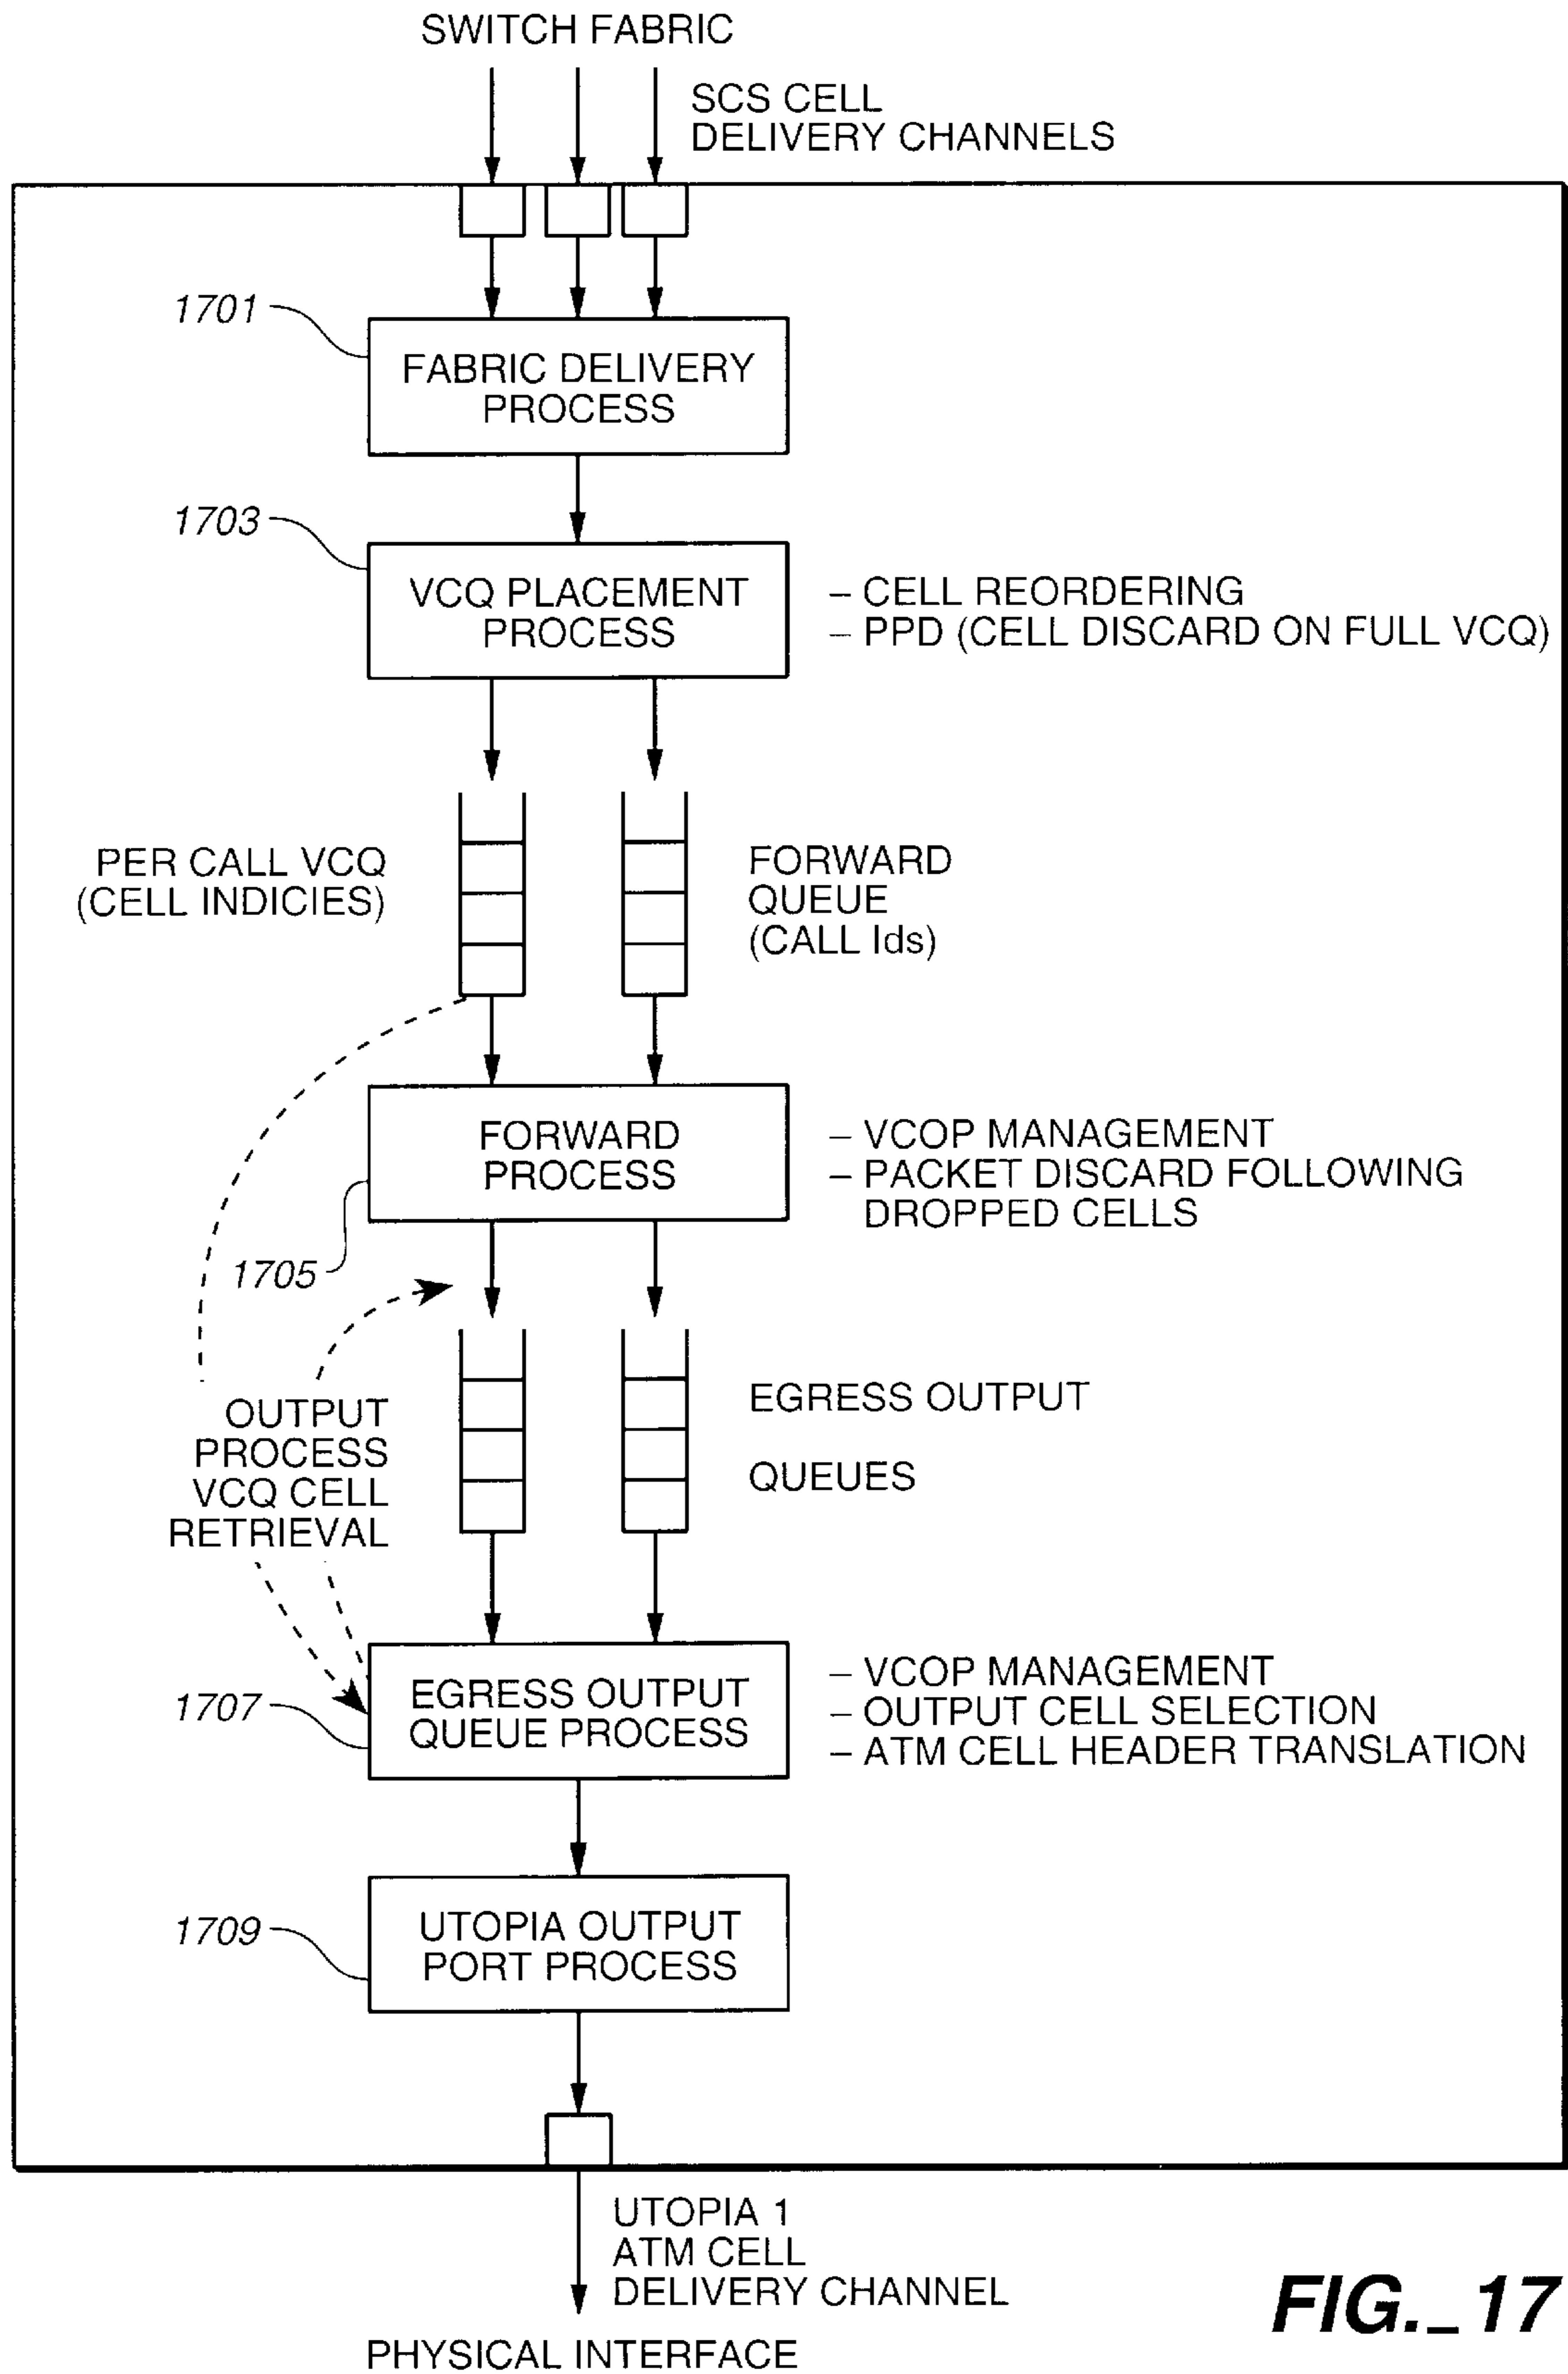 SWITCH FABRIC
SCS CELL
DELIVERY CHANNELS
1701
FABRIC DELIVERY
PROCESS
1703
VCQ PLACEMENT
PROCESS
– CELL REORDERING
– PPD (CELL DISCARD ON FULL VCQ)
PER CALL VCQ
(CELL INDICIES)
FORWARD
QUEUE
(CALL Ids)
FORWARD
PROCESS
– VCOP MANAGEMENT
– PACKET DISCARD FOLLOWING
DROPPED CELLS
1705
OUTPUT
PROCESS
VCQ CELL
RETRIEVAL
EGRESS OUTPUT
QUEUES
1707
EGRESS OUTPUT
QUEUE PROCESS
– VCOP MANAGEMENT
– OUTPUT CELL SELECTION
– ATM CELL HEADER TRANSLATION
1709
UTOPIA OUTPUT
PORT PROCESS
UTOPIA 1
ATM CELL
DELIVERY CHANNEL
PHYSICAL INTERFACE
FIG._17